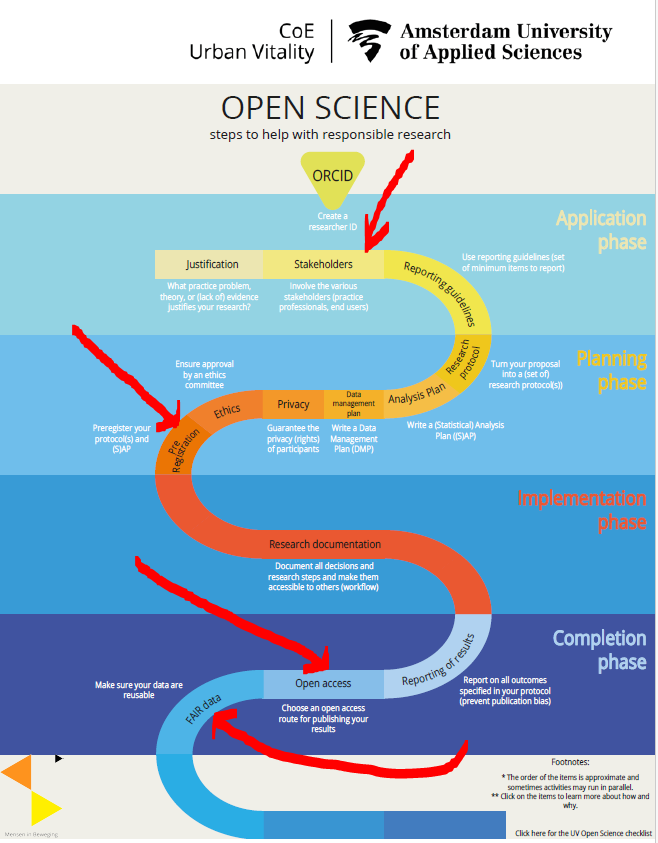 CoE
Urban Vitality
Amsterdam University
of Applied Sciences
OPEN SCIENCE
steps to help with responsible research
ORCID
Create a
researcher ID
Application
phase
Justification
Stakeholders
Reporting guidelines
Use reporting guidelines (set
of minimum items to report)
What practice problem,
theory, or (lack of) evidence
justifies your research?
Involve the various
stakeholders (practice
professionals, end users)
Planning
phase
Research
protocol
Turn your proposal
into a (set of)
research protocol(s))
Ensure approval
by an ethics
committee
Ethics
Privacy
Data
management
plan
Analysis Plan
Pre
Registration
Preregister your
protocol(s) and
(S)AP
Guarantee the
privacy (rights)
of participants
Write a Data
Management
Plan (DMP)
Write a (Statistical) Analysis
Plan ((S)AP)
Implementation
phase
Research documentation
Document all decisions and
research steps and make them
accessible to others (workflow)
Completion
phase
Reporting of results
Report on all outcomes
specified in your protocol
(prevent publication bias)
Open access
Choose an open access
route for publishing your
results
Make sure your data are
reusable
FAIR data
Footnotes:
* The order of the items is approximate and
sometimes activities may run in parallel.
** Click on the items to learn more about how and
why.
Click here for the UV Open Science checklist
Mensen in Beweging